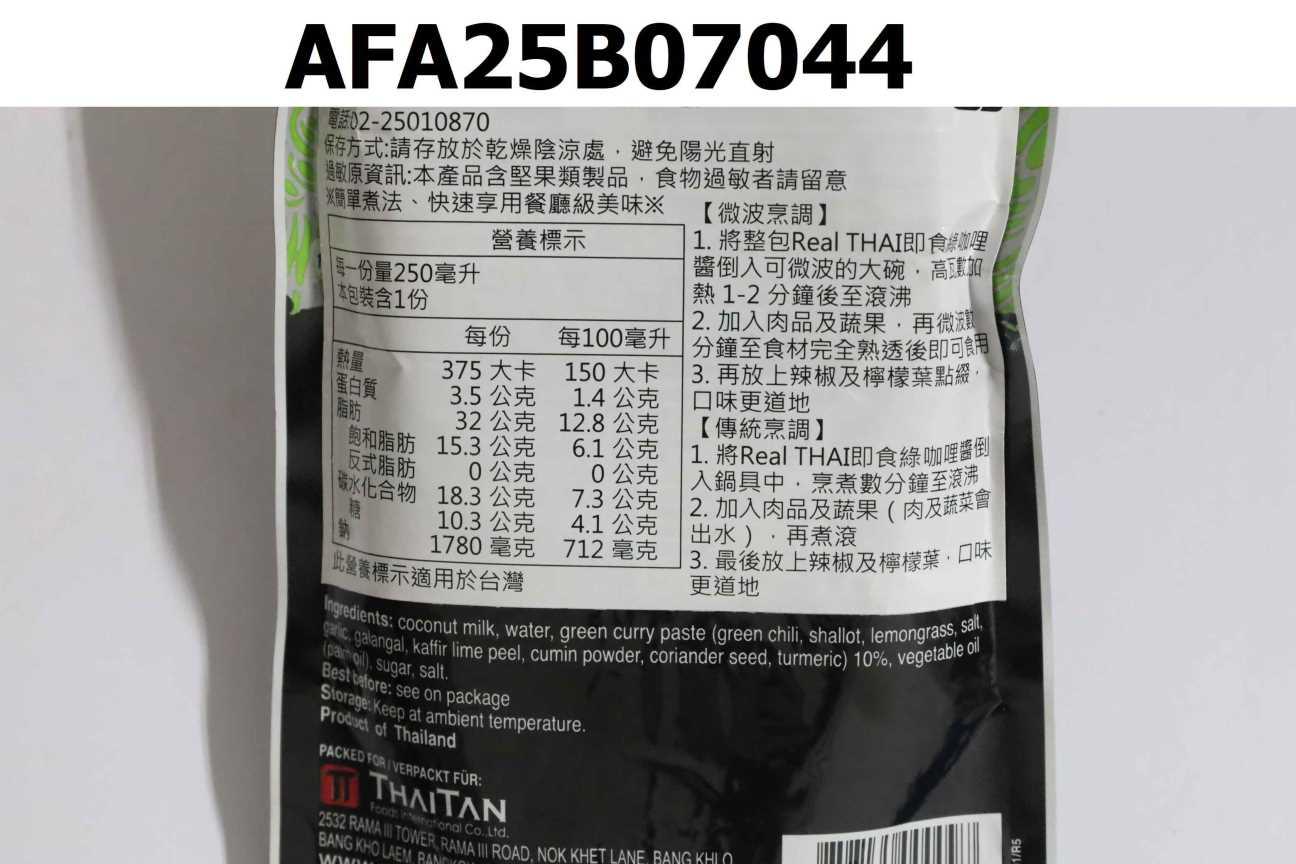 AFA25B07044
電話:02-25010870
保存方式:請存放於乾燥陰涼處，避免陽光直射
過敏原資訊:本產品含堅果類製品，食物過敏者請留意
※簡單煮法、快速享用餐廳級美味※
營養標示
每一份量250毫升
本包裝含1份
每份 每100毫升
熱量 375 大卡 150 大卡
蛋白質 3.5 公克 1.4 公克
脂肪 32 公克 12.8 公克
飽和脂肪 15.3 公克 6.1 公克
反式脂肪 0 公克 0 公克
碳水化合物 18.3 公克 7.3 公克
糖 10.3 公克 4.1 公克
鈉 1780 毫克 712 毫克
此營養標示適用於台灣
【微波烹調】
1. 將整包Real THAI即食綠咖哩
醬倒入可微波的大碗，高瓦數加
熱 1-2 分鐘後至滾沸
2. 加入肉品及蔬果，再微波數
分鐘至食材完全熟透後即可食用
3. 再放上辣椒及檸檬葉點綴，
口味更道地
【傳統烹調】
1. 將Real THAI即食綠咖哩醬倒
入鍋具中，烹煮數分鐘至滾沸
2. 加入肉品及蔬果（肉及蔬菜會
出水），再煮滾
3. 最後放上辣椒及檸檬葉，口味
更道地
Ingredients: coconut milk, water, green curry paste (green chili, shallot, lemongrass, salt,
garlic, galangal, kaffir lime peel, cumin powder, coriander seed, turmeric) 10%, vegetable oil
(palm oil), sugar, salt.
Best before: see on package
Storage: Keep at ambient temperature.
Product of Thailand
PACKED FOR / VERPACKT FÜR:
THAITAN
Foods International Co.,Ltd.
2532 RAMA III TOWER, RAMA III ROAD, NOK KHET LANE, BANG KHLO,
BANG KHO LAEM,
1/R5